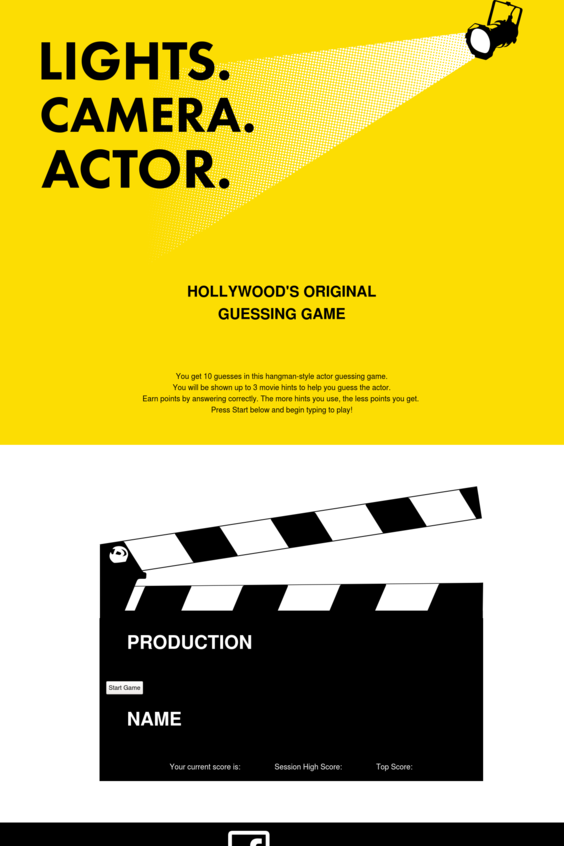 LIGHTS.
CAMERA.
ACTOR.
HOLLYWOOD'S ORIGINAL
GUESSING GAME
You get 10 guesses in this hangman-style actor guessing game.
You will be shown up to 3 movie hints to help you guess the actor.
Earn points by answering correctly. The more hints you use, the less points you get.
Press Start below and begin typing to play!
PRODUCTION
Start Game
NAME
Your current score is: Session High Score: Top Score: